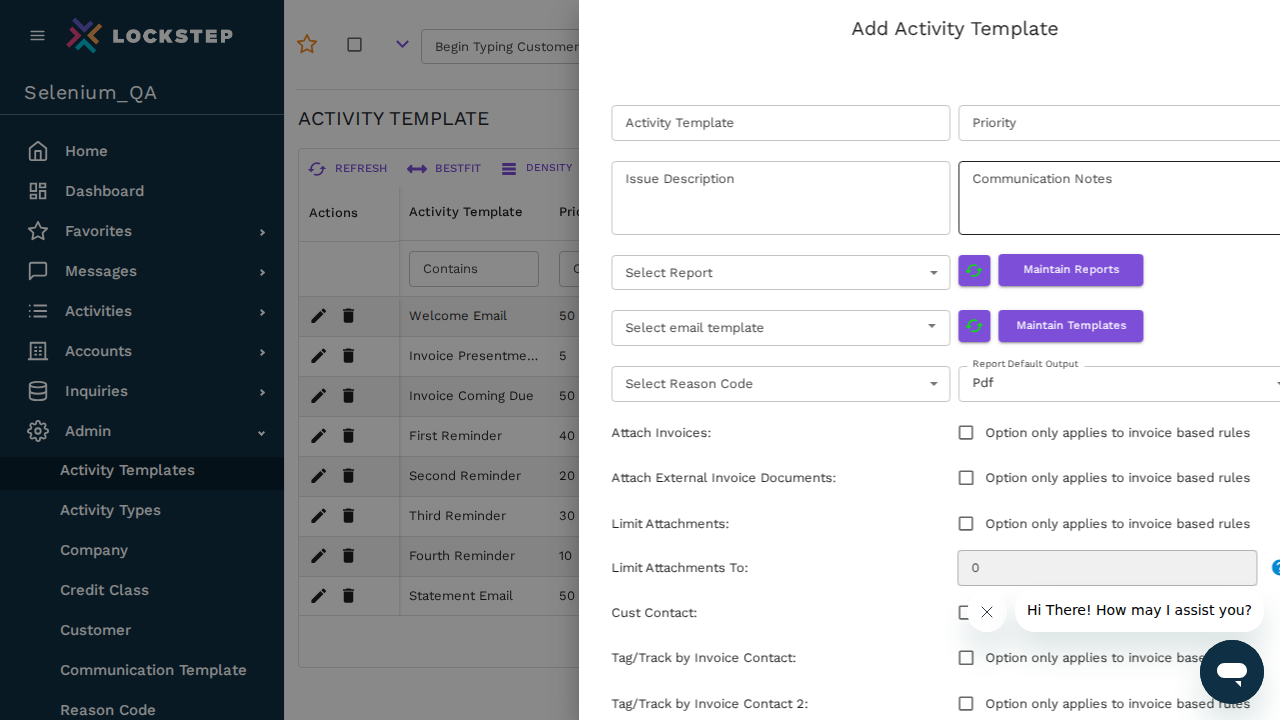 LOCKSTEP
Selenium_QA
Home
Dashboard
Favorites
Messages
Activities
Accounts
Inquiries
Admin
Activity Templates
Activity Types
Company
Credit Class
Customer
Communication Template
Reason Code
Begin Typing Customer
ACTIVITY TEMPLATE
REFRESH
BESTFIT
DENSITY
Actions
Activity Template
Contains
Welcome Email
50
Invoice Presentme...
5
Invoice Coming Due
50
First Reminder
40
Second Reminder
20
Third Reminder
30
Fourth Reminder
10
Statement Email
50
Add Activity Template
Activity Template
Priority
Issue Description
Communication Notes
Select Report
Maintain Reports
Select email template
Maintain Templates
Select Reason Code
Report Default Output
Pdf
Attach Invoices:
Option only applies to invoice based rules
Attach External Invoice Documents:
Option only applies to invoice based rules
Limit Attachments:
Option only applies to invoice based rules
Limit Attachments To:
0
Cust Contact:
Hi There! How may I assist you?
Tag/Track by Invoice Contact:
Option only applies to invoice base
Tag/Track by Invoice Contact 2:
Option only applies to invoice based rules